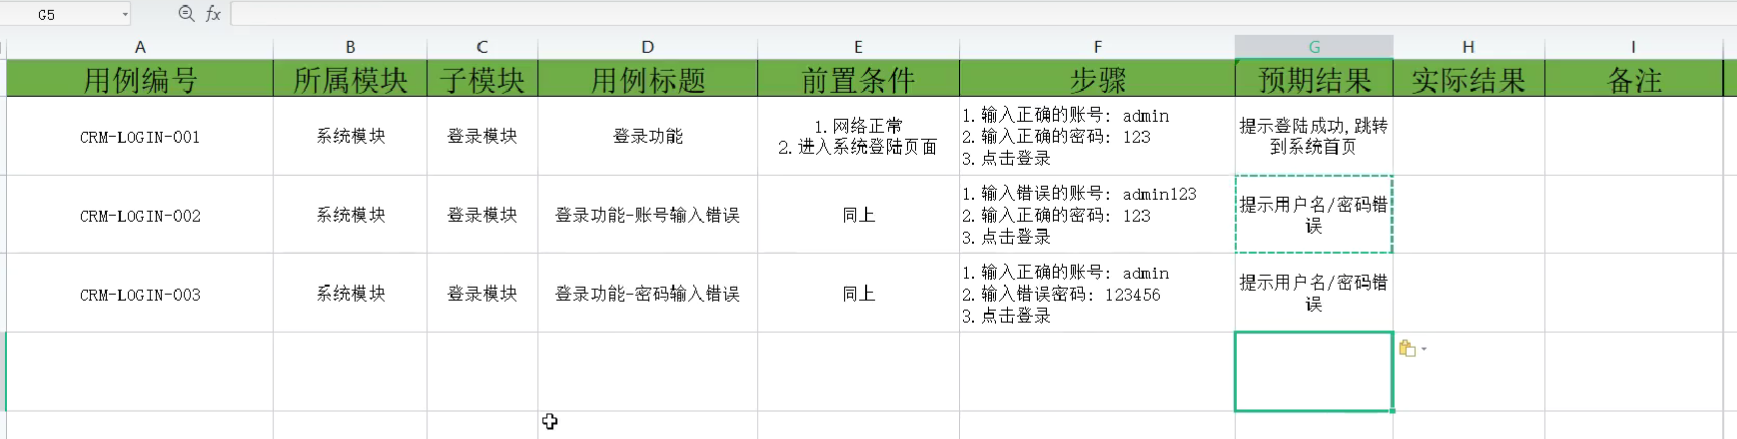 G5
fx
A B C D E F G H I
用例编号 所属模块 子模块 用例标题 前置条件 步骤 预期结果 实际结果 备注
CRM-LOGIN-001
系统模块
登录模块
登录功能
1.网络正常
2.进入系统登陆页面
1.输入正确的账号: admin
2.输入正确的密码: 123
3.点击登录
提示登陆成功,跳转
到系统首页
CRM-LOGIN-002
系统模块
登录模块
登录功能-账号输入错误
同上
1.输入错误的账号: admin123
2.输入正确的密码: 123
3.点击登录
提示用户名/密码错
误
CRM-LOGIN-003
系统模块
登录模块
登录功能-密码输入错误
同上
1.输入正确的账号: admin
2.输入错误密码: 123456
3.点击登录
提示用户名/密码错
误